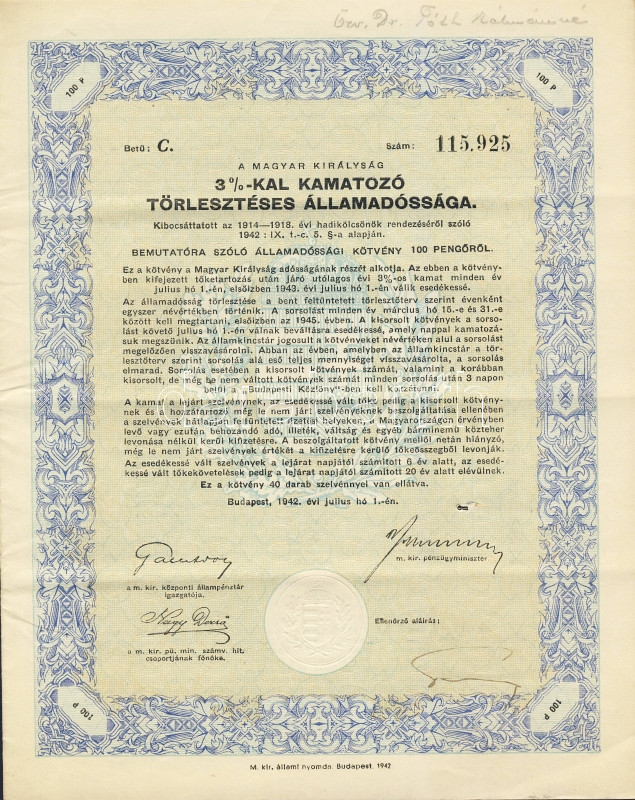 Özv. Dr. Tóth Kálmánné
100 P
100 P
Betü: C.
Szám: 115.925
A MAGYAR KIRÁLYSÁG
3%-KAL KAMATOZÓ
TÖRLESZTÉSES ÁLLAMADÓSSÁGA.
Kibocsáttatott az 1914—1918. évi hadikölcsönök rendezéséről szóló
1942 : IX. t.-c. 5. §-a alapján.
BEMUTATÓRA SZÓLÓ ÁLLAMADÓSSÁGI KÖTVÉNY 100 PENGŐRŐL.
Ez a kötvény a Magyar Királyság adósságának részét alkotja. Az ebben a kötvény-
ben kifejezett tőketartozás után járó utólagos évi 3%-os kamat minden év
július hó 1.-én, elsőízben 1943. évi július hó 1.-én válik esedékessé.
Az államadósság törlesztése a bent feltüntetett törlesztőterv szerint évenként
egyszer névértékben történik. A sorsolást minden év március hó 15.-e és 31.-e
között kell megtartani, elsőízben az 1945. évben. A kisorsolt kötvények a sorso-
lást követő július hó 1.-én válnak beváltásra esedékessé, amely nappal kamatozá-
suk megszűnik. Az államkincstár jogosult a kötvényeket névértéken alul a sorsolást
megelőzően visszavásárolni. Abban az évben, amelyben az államkincstár a
törlesztőterv szerint sorsolás alá eső teljes mennyiséget visszavásárolta, a sorsolás
elmarad. Sorsolás esetében a kisorsolt kötvények számát, valamint a korábban
kisorsolt, de még be nem váltott kötvények számát minden sorsolás után 3 napon
belül a „Budapesti Közlöny"-ben kell közzétenni.
A kamat a lejárt szelvénynek, az esedékessé vált tőke pedig a kisorsolt kötvény-
nek és a hozzátartozó még le nem járt szelvényeknek beszolgáltatása ellenében
a szelvények hátlapján feltüntetett fizetési helyeken, a Magyarországon érvényben
levő vagy ezután behozandó adó, illeték, váltság és egyéb bárminemű közteher
levonása nélkül kerül kifizetésre. A beszolgáltatott kötvény mellől netán hiányzó,
még le nem járt szelvények értékét a kifizetésre kerülő tőkeösszegből levonják.
Az esedékessé vált szelvények a lejárat napjától számított 6 év alatt, az esedé-
kessé vált tőkekövetelések pedig a lejárat napjától számított 20 év alatt elévülnek.
Ez a kötvény 40 darab szelvénnyel van ellátva.
Budapest, 1942. évi július hó 1.-én.
m. kir. pénzügyminiszter
a m. kir. központi állampénztár
igazgatója.
Nagy Dezső
a m. kir. pü. min. számv. hit.
csoportjának főnöke.
Ellenőrző aláírás:
100 P
100 P
M. kir. állami nyomda. Budapest, 1942